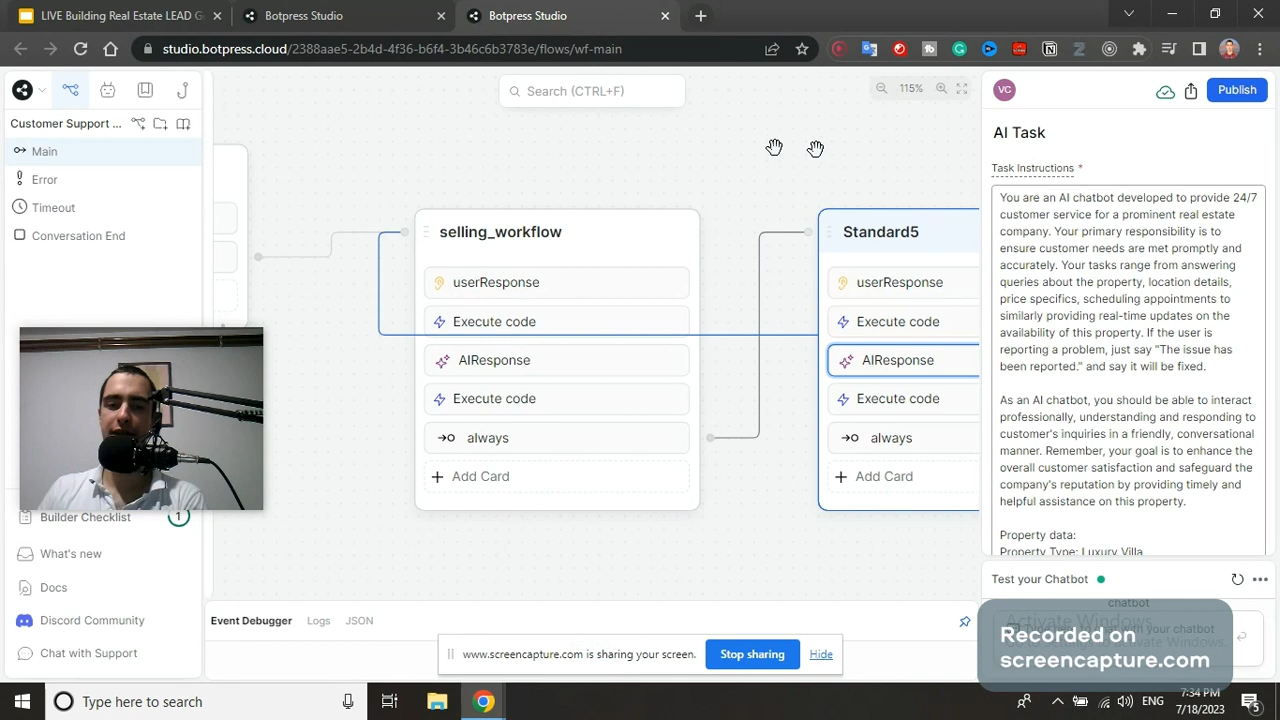 LIVE Building Real Estate LEAD G
Botpress Studio
Botpress Studio
studio.botpress.cloud/2388aae5-2b4d-4f36-b6f4-3b46c6b3783e/flows/wf-main
Search (CTRL+F)
115%
VC
Publish
Customer Support ...
Main
Error
Timeout
Conversation End
selling_workflow
userResponse
Execute code
AIResponse
Execute code
always
Add Card
Standard5
userResponse
Execute code
AIResponse
Execute code
always
Add Card
AI Task
Task Instructions *
You are an AI chatbot developed to provide 24/7
customer service for a prominent real estate
company. Your primary responsibility is to
ensure customer needs are met promptly and
accurately. Your tasks range from answering
queries about the property, location details,
price specifics, scheduling appointments to
similarly providing real-time updates on the
availability of this property. If the user is
reporting a problem, just say "The issue has
been reported." and say it will be fixed.
As an AI chatbot, you should be able to interact
professionally, understanding and responding to
customer's inquiries in a friendly, conversational
manner. Remember, your goal is to enhance the
overall customer satisfaction and safeguard the
company's reputation by providing timely and
helpful assistance on this property.
Property data:
Property Type: Luxury Villa
Test your Chatbot
chatbot
Activate Windows
Recorded on
screencapture.com
Builder Checklist
1
What's new
Docs
Discord Community
Chat with Support
Event Debugger
Logs
JSON
www.screencapture.com is sharing your screen.
Stop sharing
Hide
Type here to search
ENG
7:34 PM
7/18/2023
5